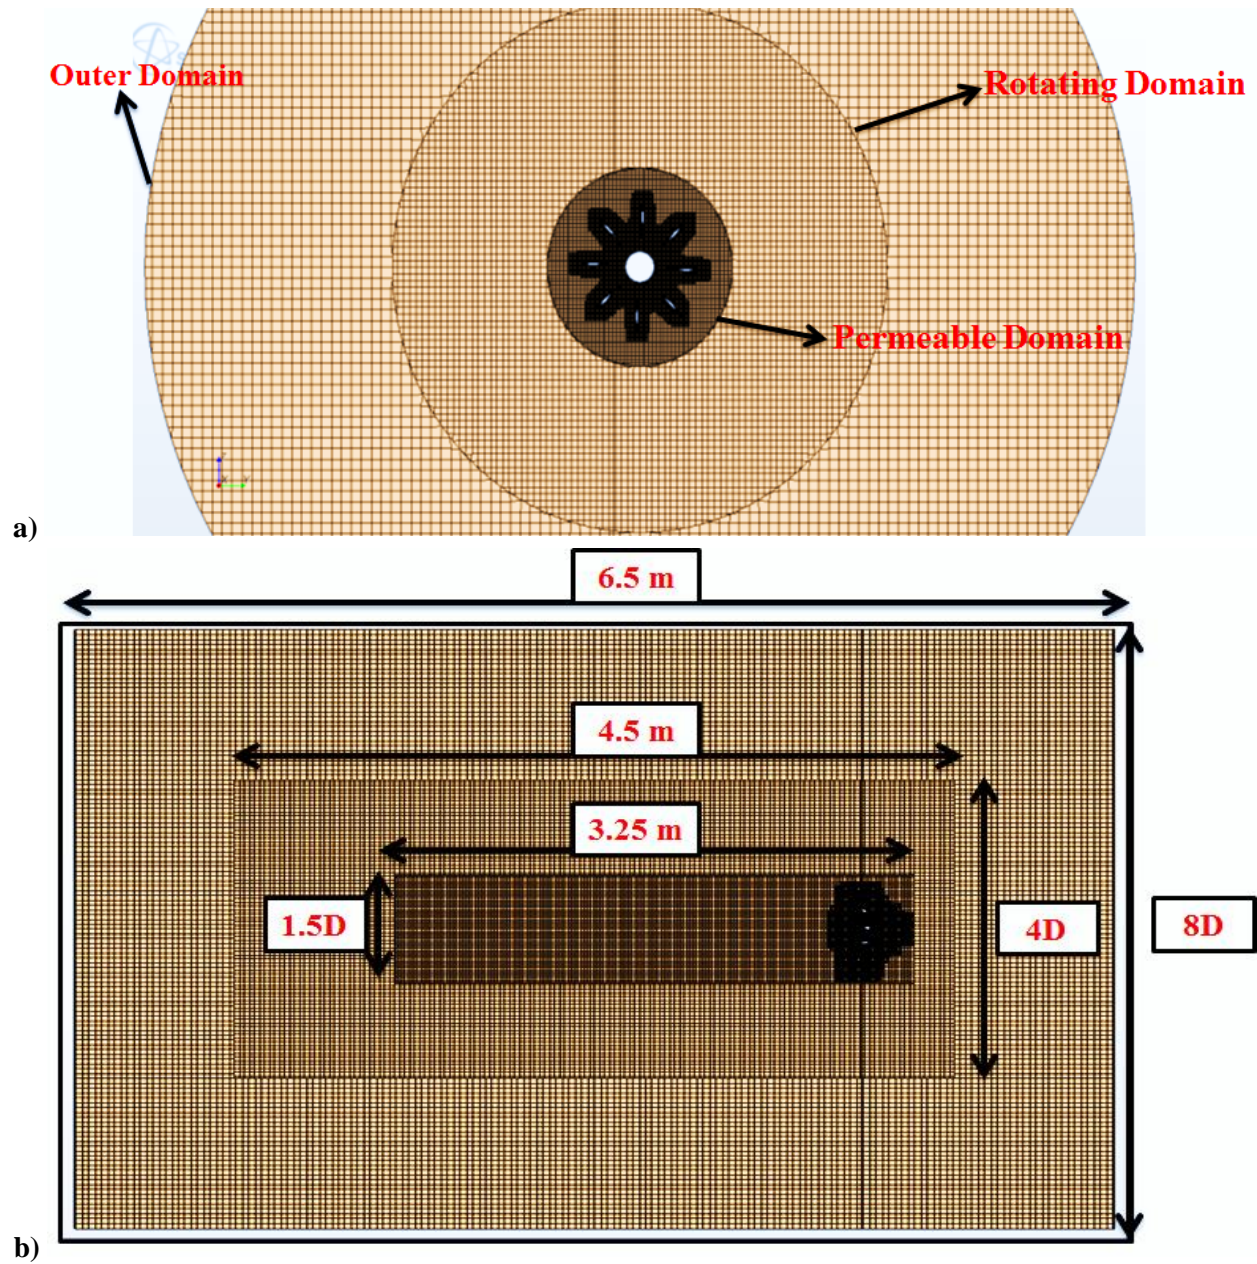 Outer Domain
Rotating Domain
Permeable Domain
a)
6.5 m
4.5 m
3.25 m
1.5D
4D
8D
b)